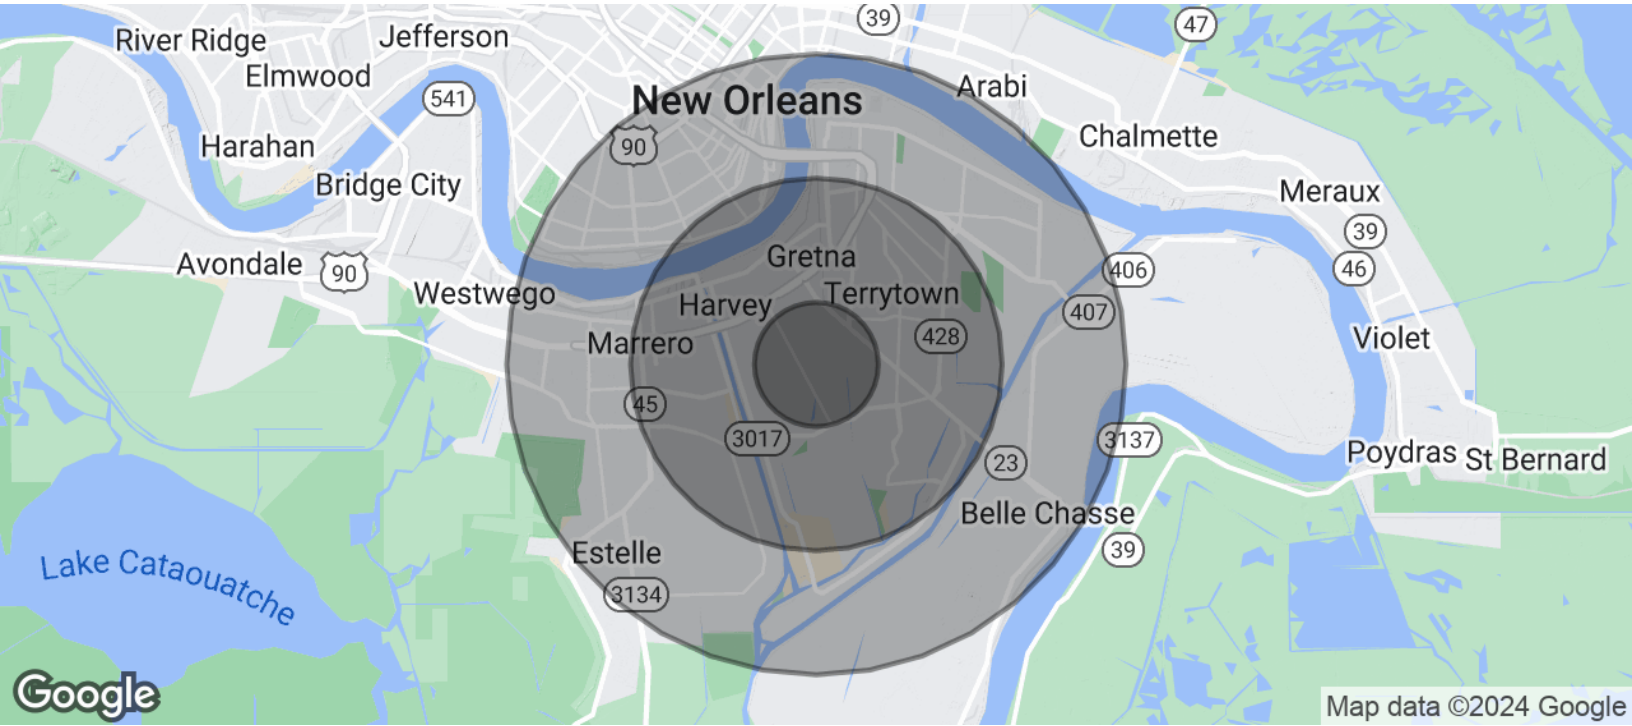 39
47
River Ridge
Jefferson
Elmwood
541
Arabi
New Orleans
Harahan
90
Chalmette
Bridge City
Meraux
39
Avondale
90
Gretna
406
46
Westwego
Harvey
Terrytown
407
Marrero
428
Violet
45
3017
3137
23
Poydras
St Bernard
Belle Chasse
Estelle
39
Lake Cataouatche
3134
Google
Map data ©2024 Google